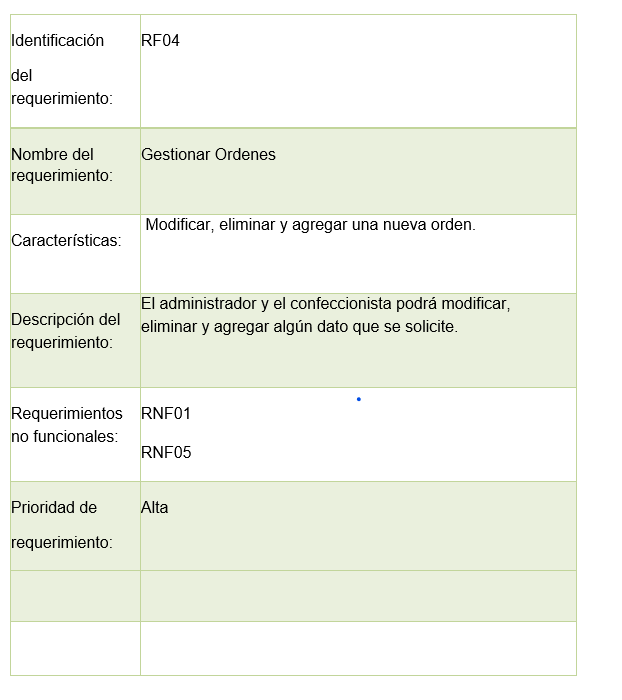 Identificación
del
requerimiento:
RF04
Nombre del
requerimiento:
Gestionar Ordenes
Características:
Modificar, eliminar y agregar una nueva orden.
Descripción del
requerimiento:
El administrador y el confeccionista podrá modificar,
eliminar y agregar algún dato que se solicite.
Requerimientos
no funcionales:
RNF01
RNF05
Prioridad de
requerimiento:
Alta